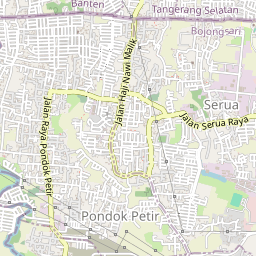 Banten
Tangerang Selatan
Bojongsari
Jalan Haji Nawi Malik
Serua
Jalan Raya Pondok Petir
Jalan Serua Raya
Pondok Petir